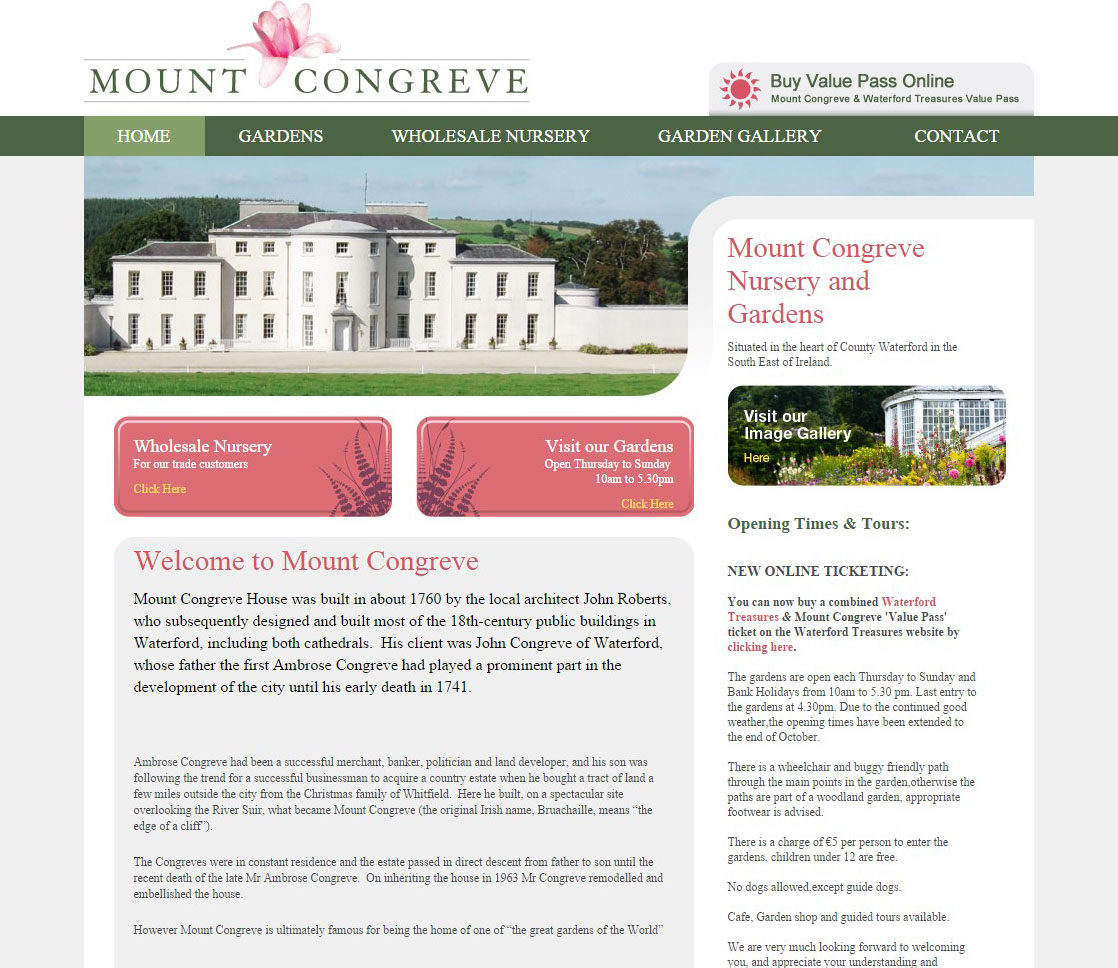 MOUNT CONGREVE
Buy Value Pass Online
Mount Congreve & Waterford Treasures Value Pass
HOME GARDENS WHOLESALE NURSERY GARDEN GALLERY CONTACT
Wholesale Nursery
For our trade customers
Click Here
Visit our Gardens
Open Thursday to Sunday
10am to 5.30pm
Click Here
Welcome to Mount Congreve
Mount Congreve House was built in about 1760 by the local architect John Roberts,
who subsequently designed and built most of the 18th-century public buildings in
Waterford, including both cathedrals.  His client was John Congreve of Waterford,
whose father the first Ambrose Congreve had played a prominent part in the
development of the city until his early death in 1741.
Ambrose Congreve had been a successful merchant, banker, politician and land developer, and his son was
following the trend for a successful businessman to acquire a country estate when he bought a tract of land a
few miles outside the city from the Christmas family of Whitfield.  Here he built, on a spectacular site
overlooking the River Suir, what became Mount Congreve (the original Irish name, Bruachaille, means “the
edge of a cliff”).
The Congreves were in constant residence and the estate passed in direct descent from father to son until the
recent death of the late Mr Ambrose Congreve.  On inheriting the house in 1963 Mr Congreve remodelled and
embellished the house.
However Mount Congreve is ultimately famous for being the home of one of “the great gardens of the World”
Mount Congreve
Nursery and
Gardens
Situated in the heart of County Waterford in the
South East of Ireland.
Visit our
Image Gallery
Here
Opening Times & Tours:
NEW ONLINE TICKETING:
You can now buy a combined Waterford
Treasures & Mount Congreve 'Value Pass'
ticket on the Waterford Treasures website by
clicking here.
The gardens are open each Thursday to Sunday and
Bank Holidays from 10am to 5.30 pm. Last entry to
the gardens at 4.30pm. Due to the continued good
weather,the opening times have been extended to
the end of October.
There is a wheelchair and buggy friendly path
through the main points in the garden,otherwise the
paths are part of a woodland garden, appropriate
footwear is advised.
There is a charge of €5 per person to enter the
gardens, children under 12 are free.
No dogs allowed,except guide dogs.
Cafe, Garden shop and guided tours available.
We are very much looking forward to welcoming
you, and appreciate your understanding and